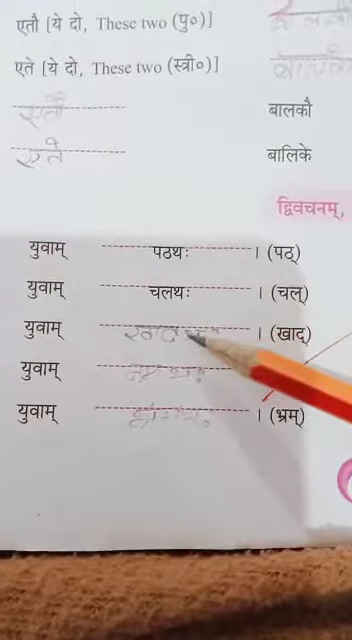 एतौ [ये दो, These two (पु०)]
एते [ये दो, These two (स्त्री०)]
एतौ बालकौ
एते बालिके
द्विवचनम्,
युवाम् पठथः । (पठ्)
युवाम् चलथः । (चल्)
युवाम् । (खाद्)
युवाम्
युवाम् । (भ्रम्)